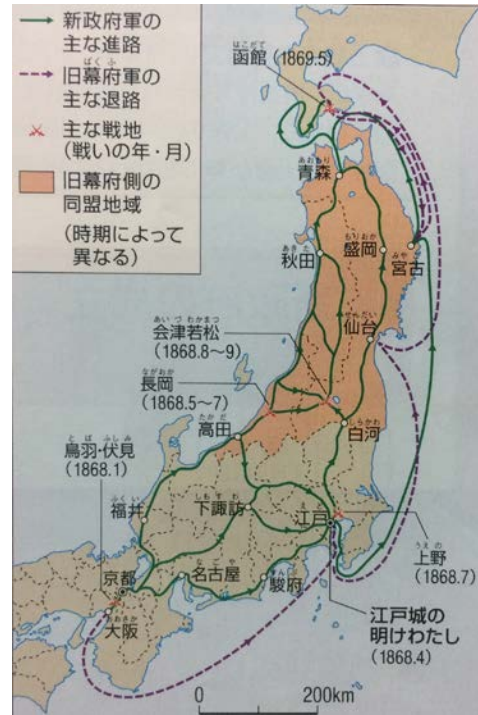 新政府軍の
主な進路
ばくふ
旧幕府軍の
主な退路
主な戦地
(戦いの年・月)
旧幕府側の
同盟地域
(時期によって
異なる)
はこだて
函館(1869.5)
あおもり
青森
あきた
秋田
もりおか
盛岡
みやこ
宮古
せんだい
仙台
あいづわかまつ
会津若松
(1868.8〜9)
ながおか
長岡
(1868.5〜7)
たかだ
高田
しらかわ
白河
とば ふしみ
鳥羽・伏見
(1868.1)
ふくい
福井
しもすわ
下諏訪
えど
江戸
うえの
上野
(1868.7)
京都
なごや
名古屋
すんぷ
駿府
おおさか
大阪
江戸城の
明けわたし
(1868.4)
0 200km